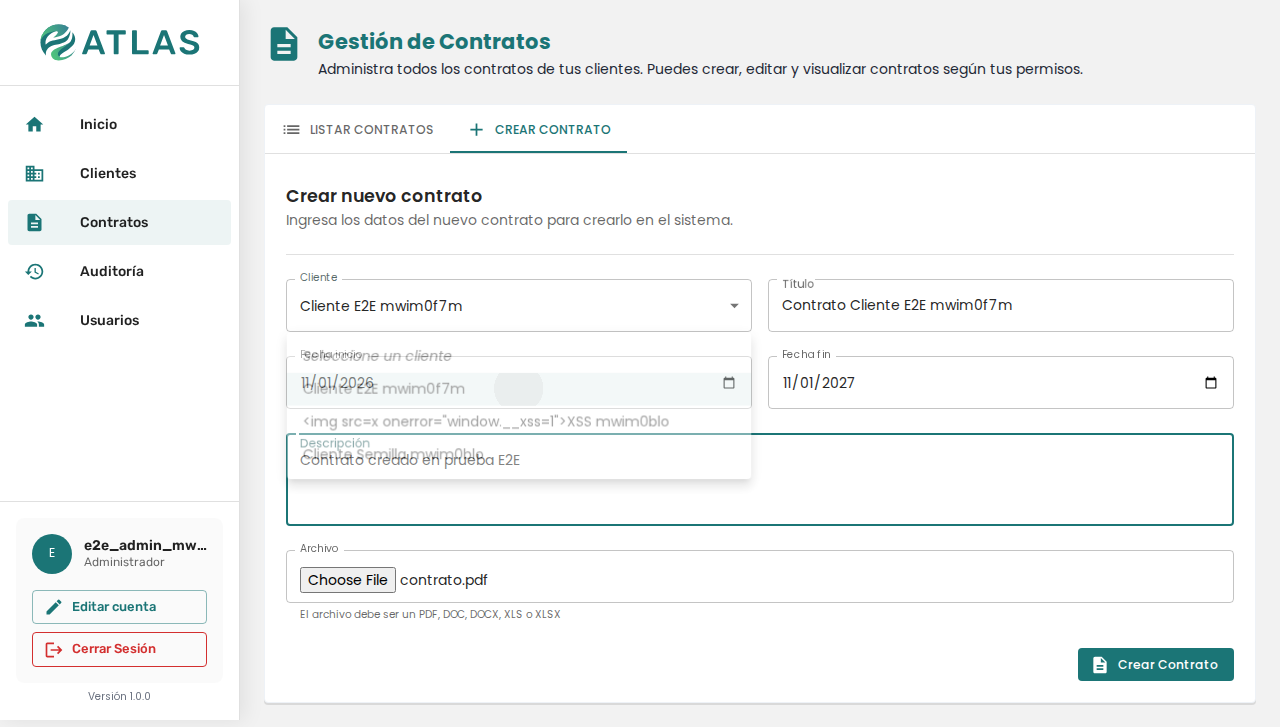 ATLAS
Inicio
Clientes
Contratos
Auditoría
Usuarios
E
e2e_admin_mw...
Administrador
Editar cuenta
Cerrar Sesión
Versión 1.0.0
Gestión de Contratos
Administra todos los contratos de tus clientes. Puedes crear, editar y visualizar contratos según tus permisos.
LISTAR CONTRATOS
CREAR CONTRATO
Crear nuevo contrato
Ingresa los datos del nuevo contrato para crearlo en el sistema.
Cliente
Cliente E2E mwim0f7m
Título
Contrato Cliente E2E mwim0f7m
Fecha inicio
Seleccione un cliente
11/01/2026
Cliente E2E mwim0f7m
<img src=x onerror="window.__xss=1">XSS mwim0blo
Fecha fin
11/01/2027
Descripción
Cliente Semilla mwim0blo
Contrato creado en prueba E2E
Archivo
Choose File contrato.pdf
El archivo debe ser un PDF, DOC, DOCX, XLS o XLSX
Crear Contrato